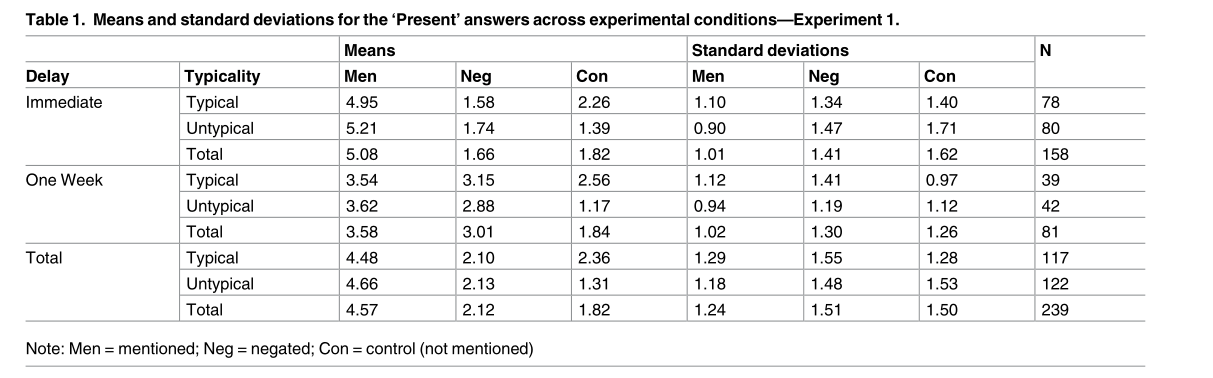 Table 1. Means and standard deviations for the ‘Present’ answers across experimental conditions—Experiment 1.
Means Standard deviations N
Delay Typicality Men Neg Con Men Neg Con
Immediate Typical 4.95 1.58 2.26 1.10 1.34 1.40 78
Untypical 5.21 1.74 1.39 0.90 1.47 1.71 80
Total 5.08 1.66 1.82 1.01 1.41 1.62 158
One Week Typical 3.54 3.15 2.56 1.12 1.41 0.97 39
Untypical 3.62 2.88 1.17 0.94 1.19 1.12 42
Total 3.58 3.01 1.84 1.02 1.30 1.26 81
Total Typical 4.48 2.10 2.36 1.29 1.55 1.28 117
Untypical 4.66 2.13 1.31 1.18 1.48 1.53 122
Total 4.57 2.12 1.82 1.24 1.51 1.50 239
Note: Men = mentioned; Neg = negated; Con = control (not mentioned)